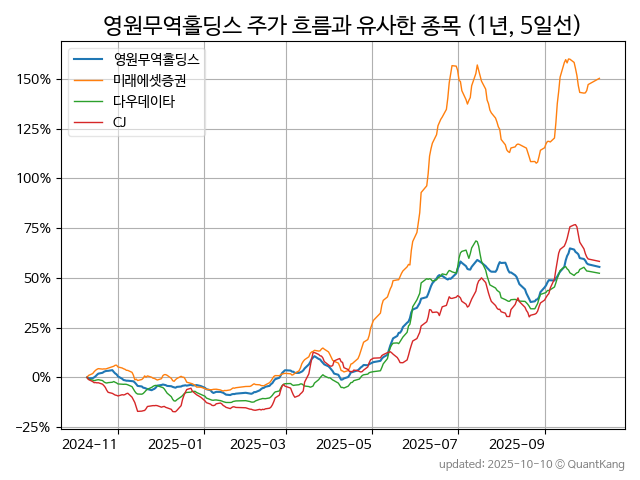 영원무역홀딩스 주가 흐름과 유사한 종목 (1년, 5일선)
영원무역홀딩스
미래에셋증권
다우데이타
CJ
150%
125%
100%
75%
50%
25%
0%
−25%
2024-11 2025-01 2025-03 2025-05 2025-07 2025-09
updated: 2025-10-10 © QuantKang